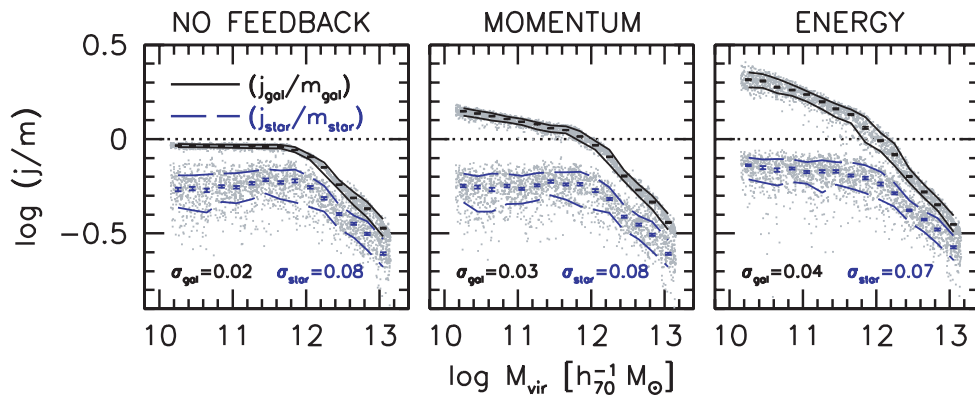 NO FEEDBACK MOMENTUM ENERGY
0.5
(j_gal/m_gal)
(j_star/m_star)
0
−0.5
σ_gal=0.02 σ_star=0.08 σ_gal=0.03 σ_star=0.08 σ_gal=0.04 σ_star=0.07
log (j/m)
10 11 12 13 10 11 12 13 10 11 12 13
log M_vir [h_70^−1 M_⊙]